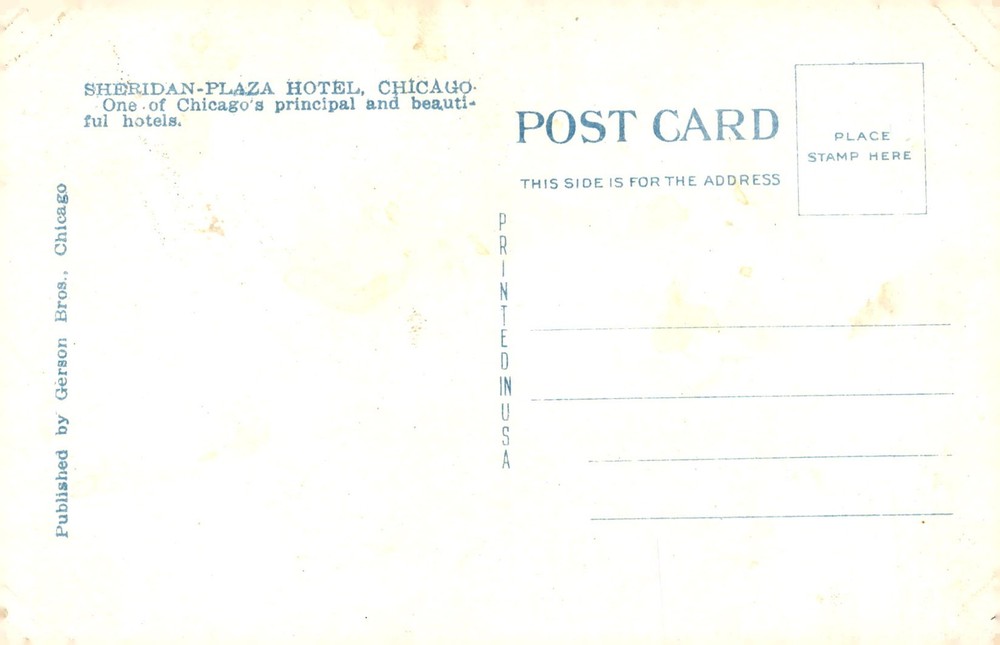 SHERIDAN-PLAZA HOTEL, CHICAGO.
One of Chicago's principal and beauti-
ful hotels.
Published by Gerson Bros., Chicago
POST CARD
THIS SIDE IS FOR THE ADDRESS
PLACE
STAMP HERE
PRINTED IN USA